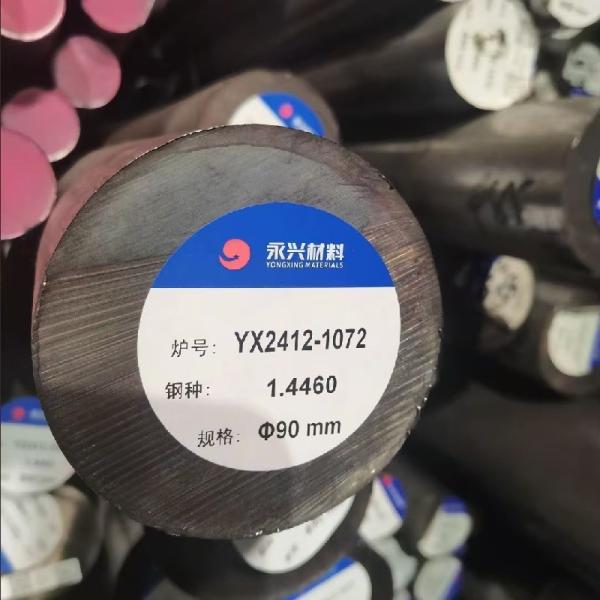 永兴材料
YONGXING MATERIALS
炉号: YX2412-1072
钢种: 1.4460
规格: Φ90 mm